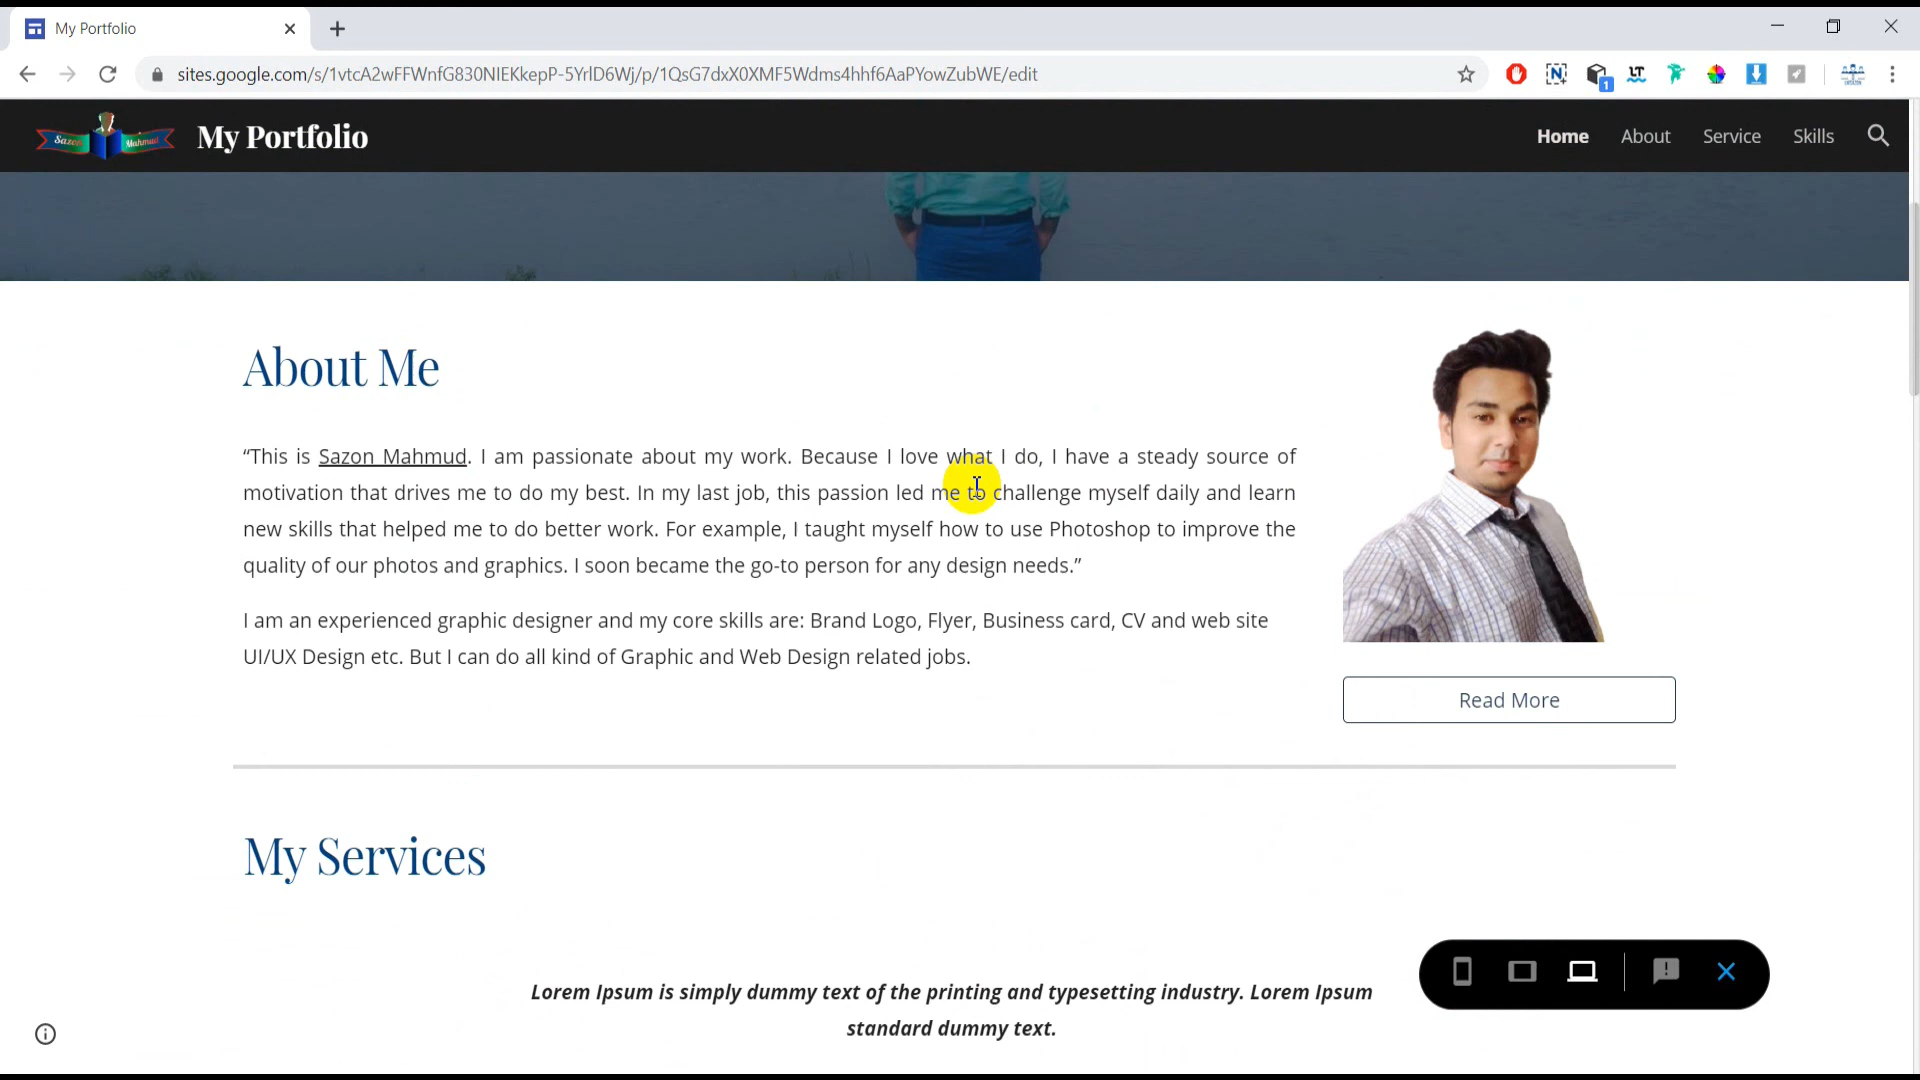 My Portfolio
sites.google.com/s/1vtcA2wFFWnfG830NIEKkepP-5YrlD6Wj/p/1QsG7dxX0XMF5Wdms4hhf6AaPYowZubWE/edit
1
Sazon Mahmud
My Portfolio
Home About Service Skills
About Me
“This is Sazon Mahmud. I am passionate about my work. Because I love what I do, I have a steady source of
motivation that drives me to do my best. In my last job, this passion led me to challenge myself daily and learn
new skills that helped me to do better work. For example, I taught myself how to use Photoshop to improve the
quality of our photos and graphics. I soon became the go-to person for any design needs.”
I am an experienced graphic designer and my core skills are: Brand Logo, Flyer, Business card, CV and web site
UI/UX Design etc. But I can do all kind of Graphic and Web Design related jobs.
Read More
My Services
Lorem Ipsum is simply dummy text of the printing and typesetting industry. Lorem Ipsum
standard dummy text.